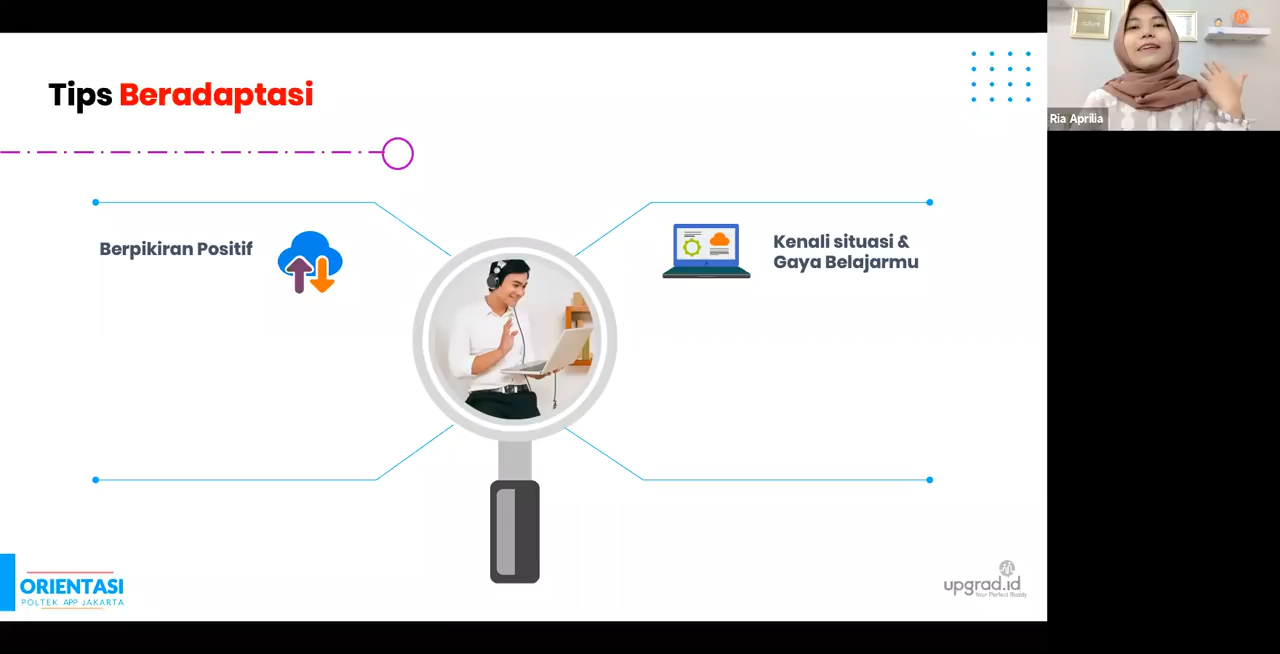 Tips Beradaptasi
Berpikiran Positif
Kenali situasi &
Gaya Belajarmu
ORIENTASI
POLTEK APP JAKARTA
upgrad.id
Your Perfect Buddy
Ria Aprilia